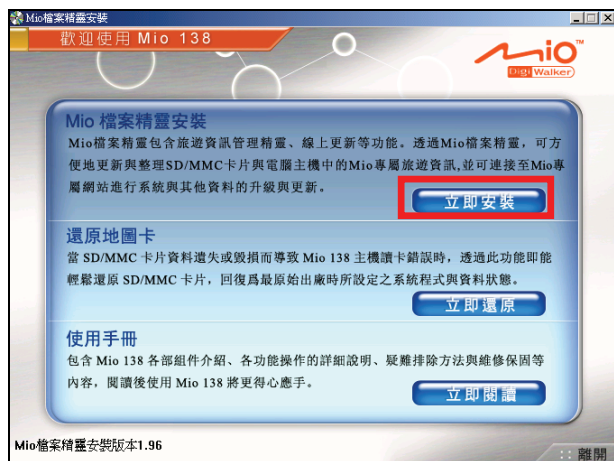 Mio檔案精靈安裝
歡迎使用 Mio 138
Mio™
Digi Walker
Mio 檔案精靈安裝
Mio檔案精靈包含旅遊資訊管理精靈、線上更新等功能。透過Mio檔案精靈，可方
便地更新與整理SD/MMC卡片與電腦主機中的Mio專屬旅遊資訊,並可連接至Mio專
屬網站進行系統與其他資料的升級與更新。
立即安裝
還原地圖卡
當 SD/MMC 卡片資料遺失或毀損而導致 Mio 138 主機讀卡錯誤時，透過此功能即能
輕鬆還原 SD/MMC 卡片，回復爲最原始出廠時所設定之系統程式與資料狀態。
立即還原
使用手冊
包含 Mio 138 各部組件介紹、各功能操作的詳細說明、疑難排除方法與維修保固等
內容，閱讀後使用 Mio 138 將更得心應手。
立即閱讀
Mio檔案精靈安裝版本1.96
:: 離開